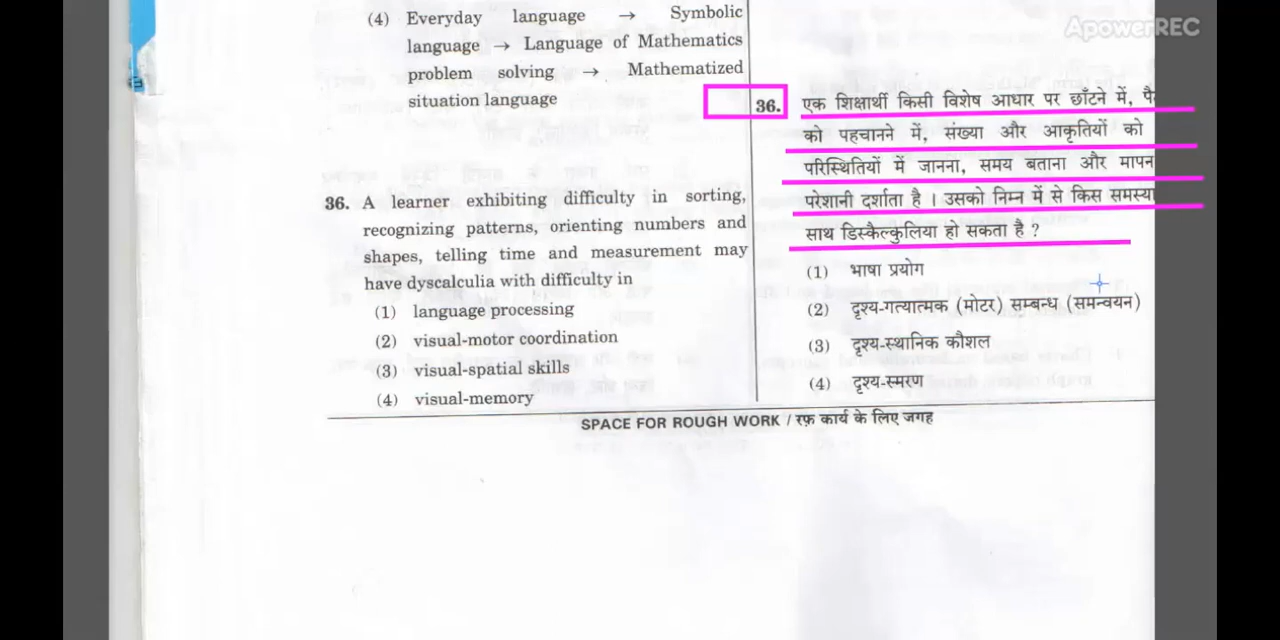 ApowerREC
(4) Everyday language → Symbolic
language → Language of Mathematics
problem solving → Mathematized
situation language
36. A learner exhibiting difficulty in sorting,
recognizing patterns, orienting numbers and
shapes, telling time and measurement may
have dyscalculia with difficulty in
(1) language processing
(2) visual-motor coordination
(3) visual-spatial skills
(4) visual-memory
36. एक शिक्षार्थी किसी विशेष आधार पर छाँटने में,
को पहचानने में, संख्या और आकृतियों को
परिस्थितियों में जानना, समय बताना और मापन
परेशानी दर्शाता है । उसको निम्न में से किस समस्या
साथ डिस्कैल्कुलिया हो सकता है ?
(1) भाषा प्रयोग
(2) दृश्य-गत्यात्मक (मोटर) सम्बन्ध (समन्वयन)
(3) दृश्य-स्थानिक कौशल
(4) दृश्य-स्मरण
SPACE FOR ROUGH WORK / रफ़ कार्य के लिए जगह